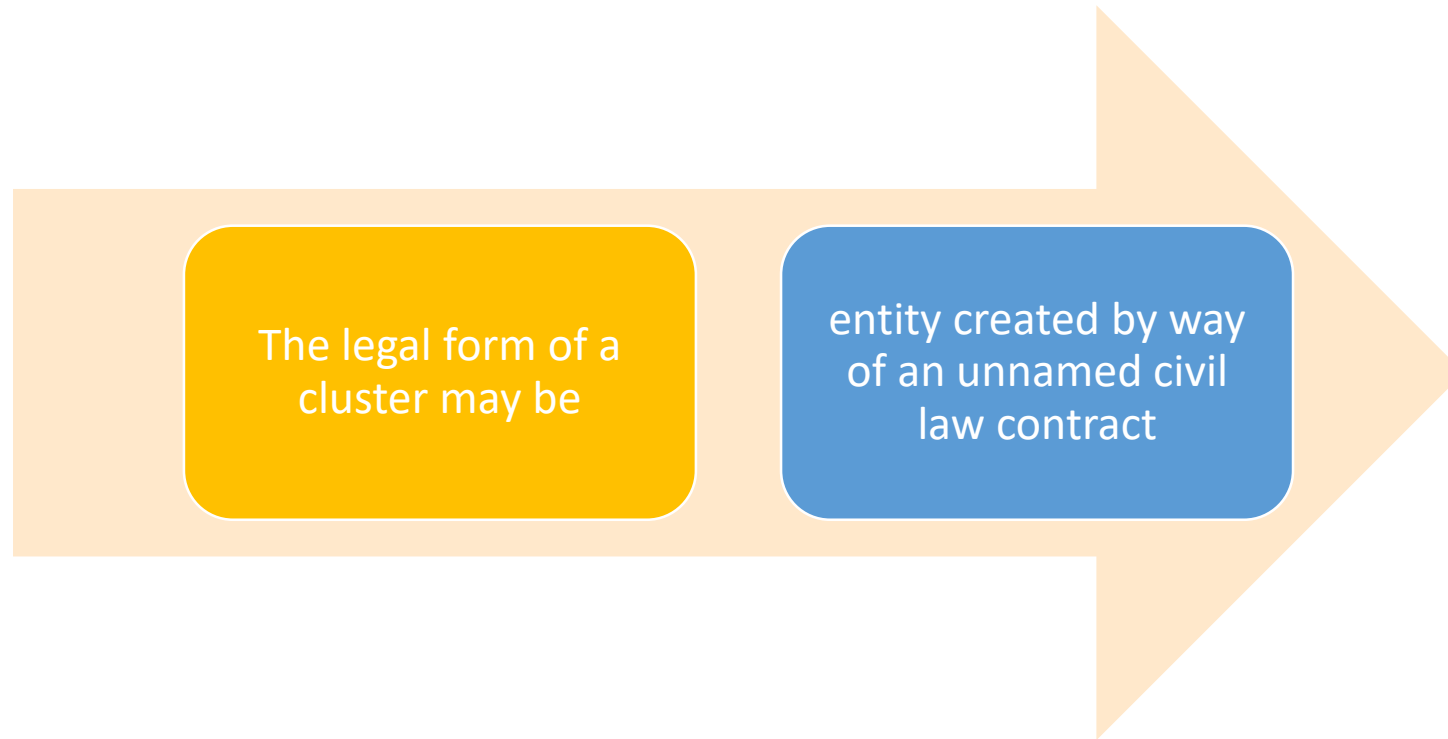 The legal form of a
cluster may be
entity created by way
of an unnamed civil
law contract